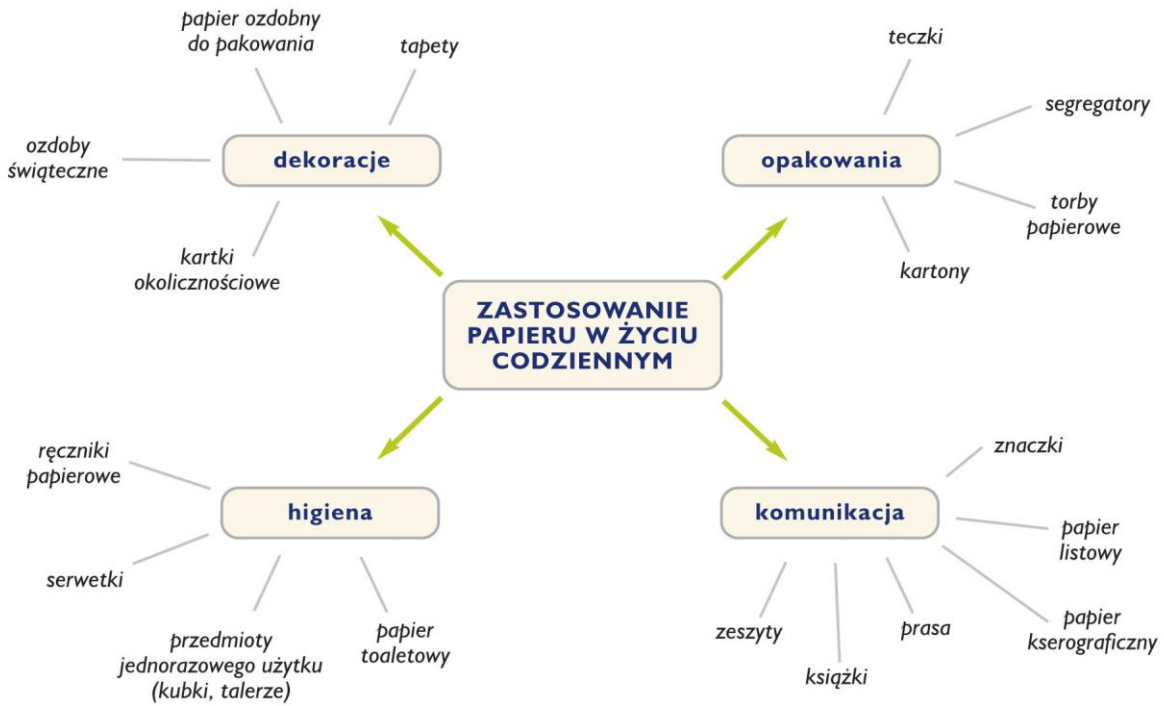 papier ozdobny
do pakowania
tapety
ozdoby
świąteczne
dekoracje
kartki
okolicznościowe
teczki
segregatory
opakowania
torby
papierowe
kartony
ZASTOSOWANIE
PAPIERU W ŻYCIU
CODZIENNYM
ręczniki
papierowe
higiena
serwetki
przedmioty
jednorazowego użytku
(kubki, talerze)
papier
toaletowy
znaczki
komunikacja
papier
listowy
papier
kserograficzny
prasa
książki
zeszyty